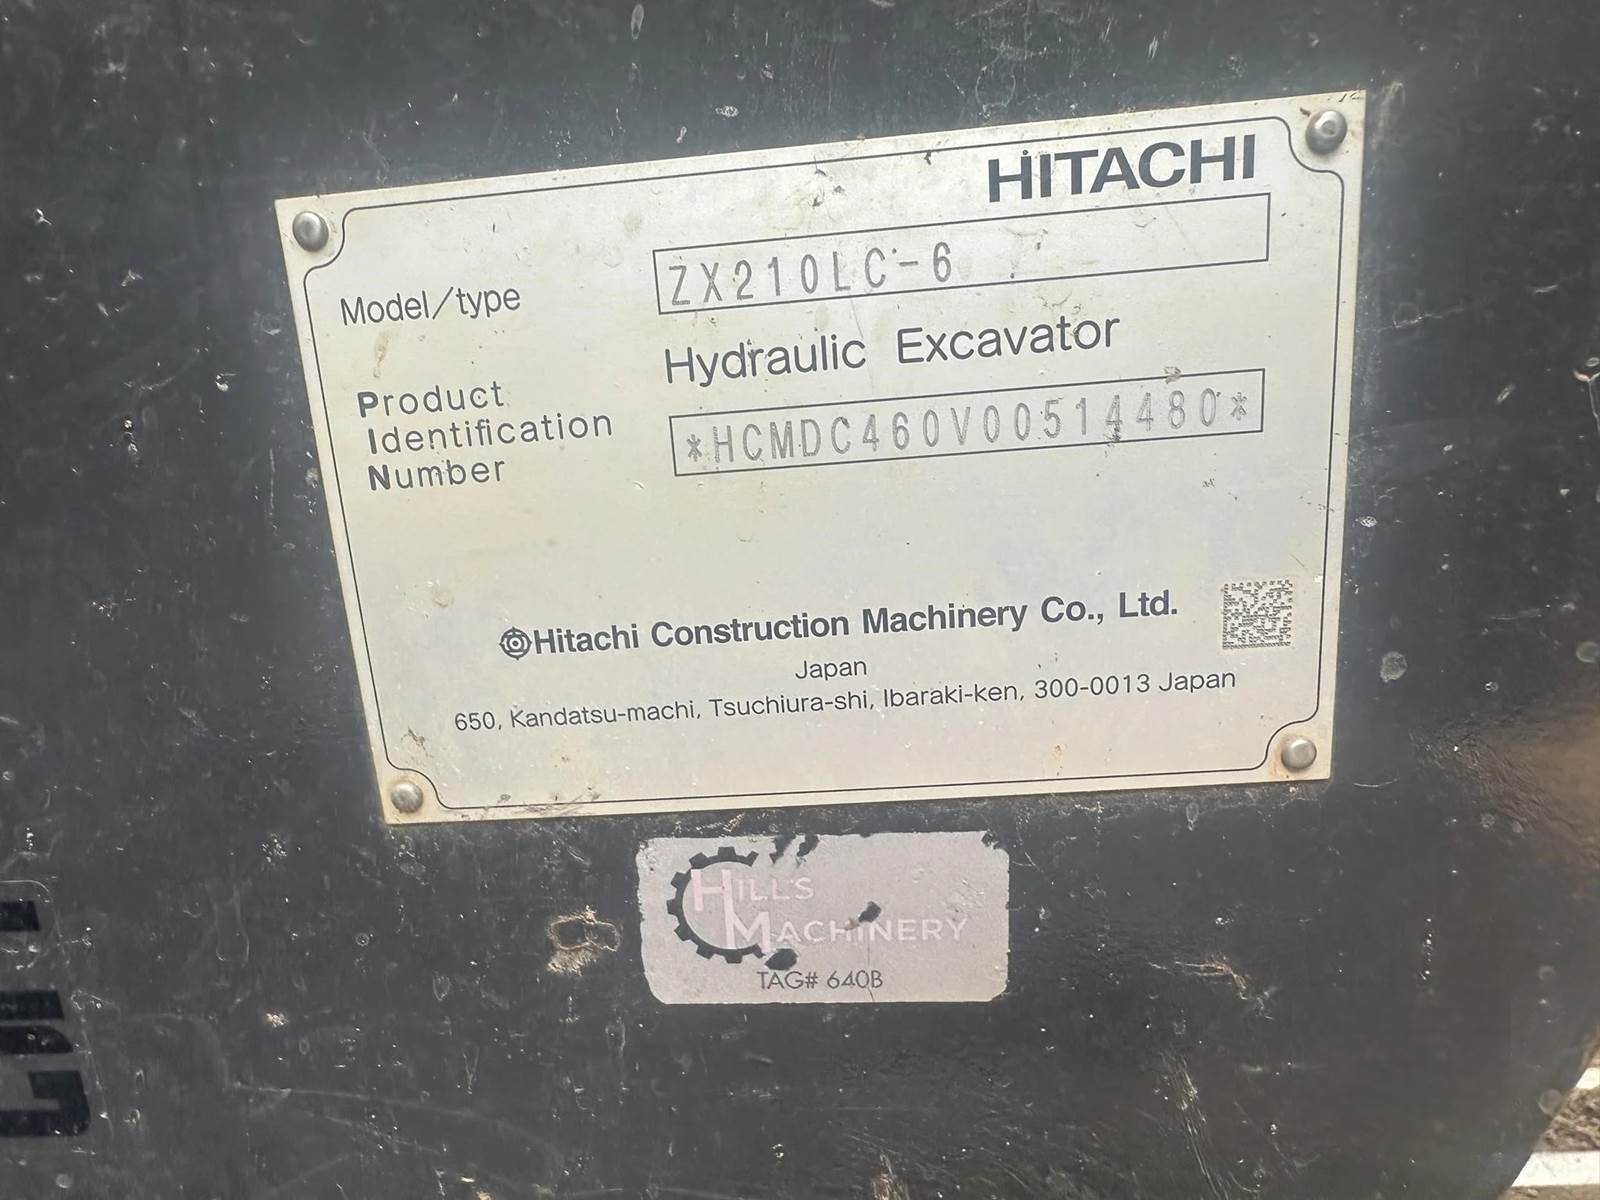 HITACHI
Model/type ZX210LC-6
Hydraulic Excavator
Product
Identification
Number *HCMDC460V00514480*
Hitachi Construction Machinery Co., Ltd.
Japan
650, Kandatsu-machi, Tsuchiura-shi, Ibaraki-ken, 300-0013 Japan
HILL'S
MACHINERY
TAG# 640B